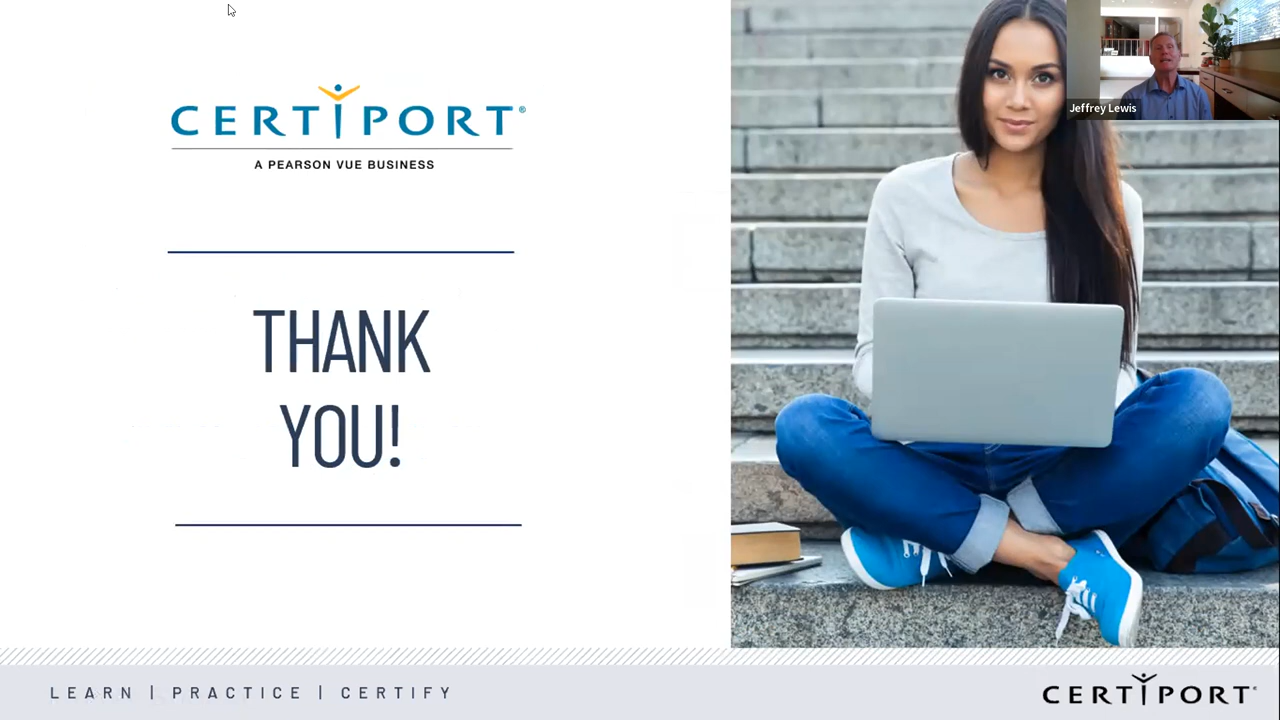 CERTIPORT®
A PEARSON VUE BUSINESS
THANK
YOU!
Jeffrey Lewis
LEARN | PRACTICE | CERTIFY
CERTIPORT®